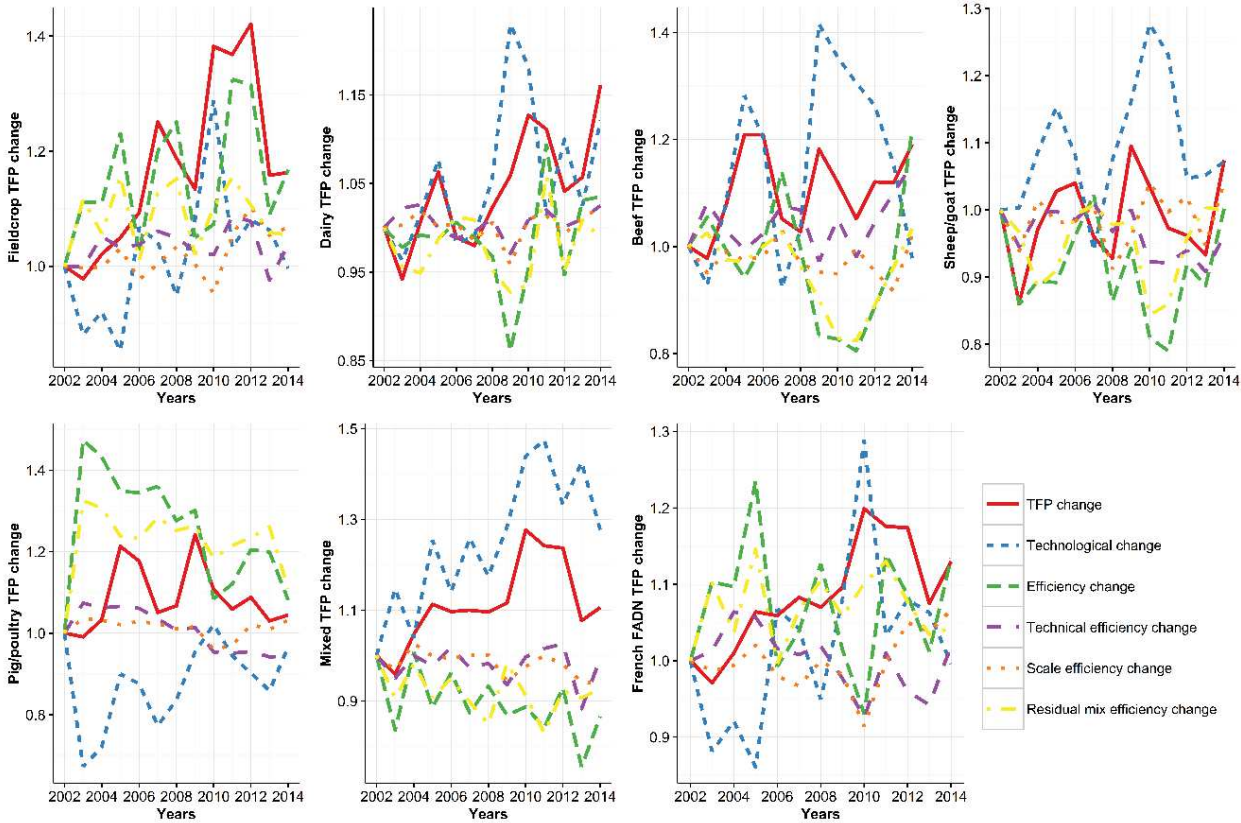 Fieldcrop TFP change
1.4
1.2
1.0
2002 2004 2006 2008 2010 2012 2014
Years
Dairy TFP change
1.15
1.05
0.95
0.85
2002 2004 2006 2008 2010 2012 2014
Years
Beef TFP change
1.4
1.2
1.0
0.8
2002 2004 2006 2008 2010 2012 2014
Years
Sheep/goat TFP change
1.3
1.2
1.1
1.0
0.9
0.8
2002 2004 2006 2008 2010 2012 2014
Years
Pig/poultry TFP change
1.4
1.2
1.0
0.8
2002 2004 2006 2008 2010 2012 2014
Years
Mixed TFP change
1.5
1.3
1.1
0.9
2002 2004 2006 2008 2010 2012 2014
Years
French FADN TFP change
1.3
1.2
1.1
1.0
0.9
2002 2004 2006 2008 2010 2012 2014
Years
TFP change
Technological change
Efficiency change
Technical efficiency change
Scale efficiency change
Residual mix efficiency change